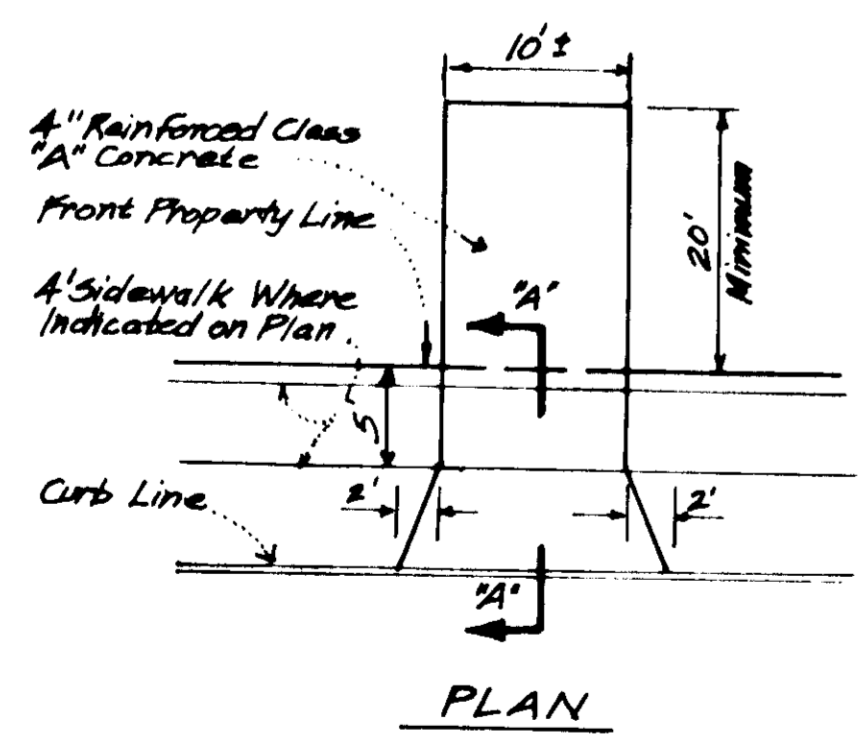 10' ±
4" Reinforced Class
"A" Concrete
Front Property Line
20'
Minimum
4' Sidewalk Where
Indicated on Plan
"A"
5'
Curb Line
2'
2'
"A"
PLAN